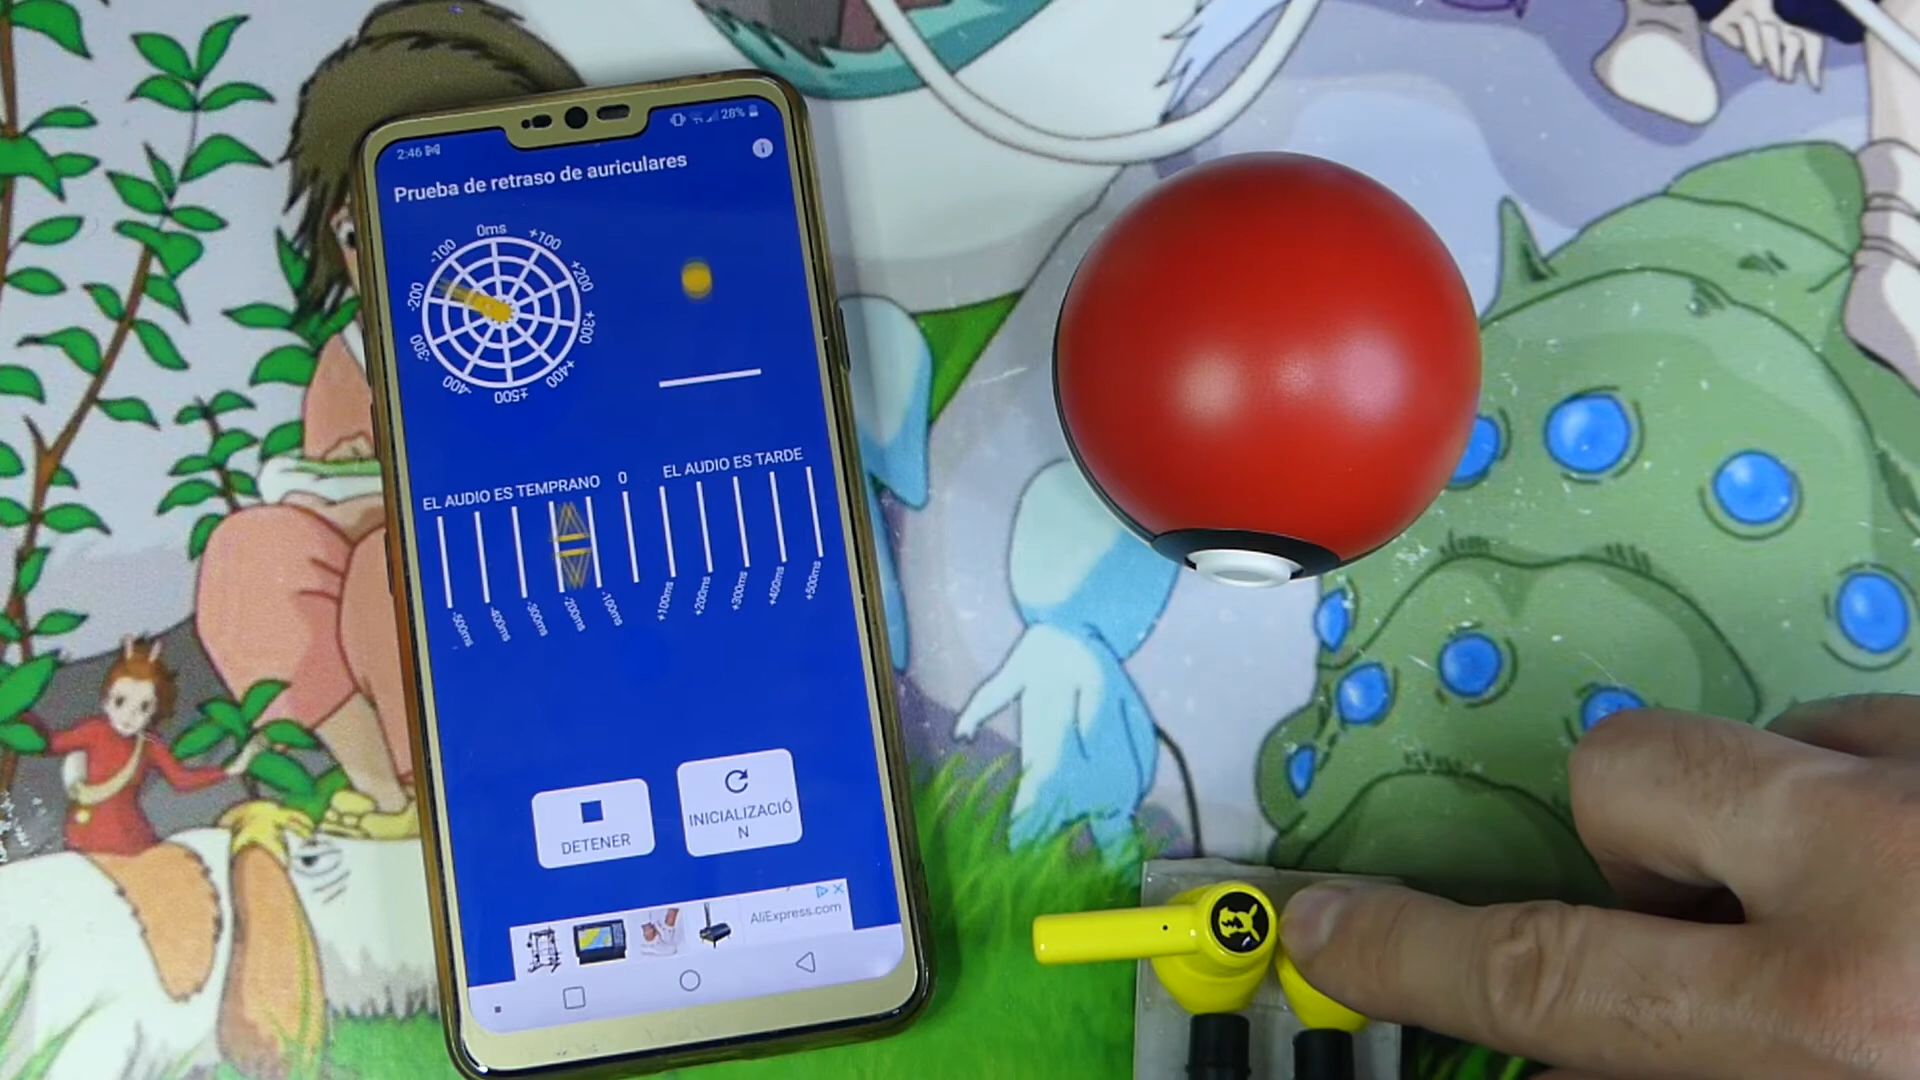 2:46
28%
Prueba de retraso de auriculares
0ms
+100
+200
+300
+400
±500
-400
-300
-200
-100
EL AUDIO ES TEMPRANO
0
EL AUDIO ES TARDE
-500ms
-400ms
-300ms
-200ms
-100ms
+100ms
+200ms
+300ms
+400ms
+500ms
DETENER
INICIALIZACIÓ
N
AliExpress.com